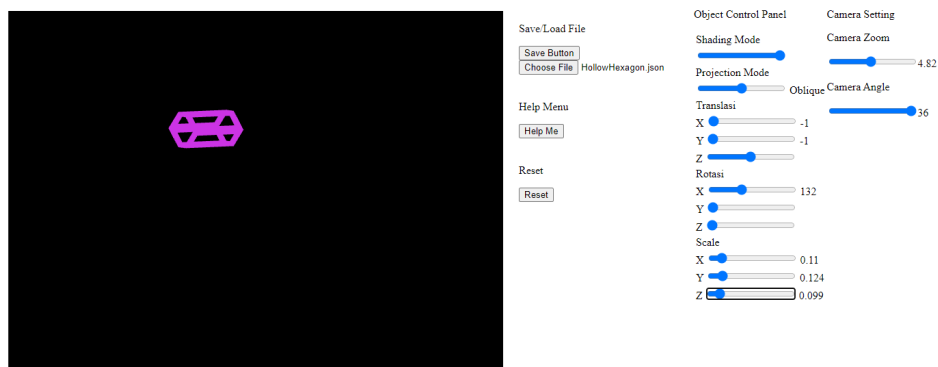 Save/Load File
Save Button
Choose File HollowHexagon.json
Help Menu
Help Me
Reset
Reset
Object Control Panel
Shading Mode
Projection Mode
Oblique
Translasi
X -1
Y -1
Z
Rotasi
X 132
Y
Z
Scale
X 0.11
Y 0.124
Z 0.099
Camera Setting
Camera Zoom
4.82
Camera Angle
36